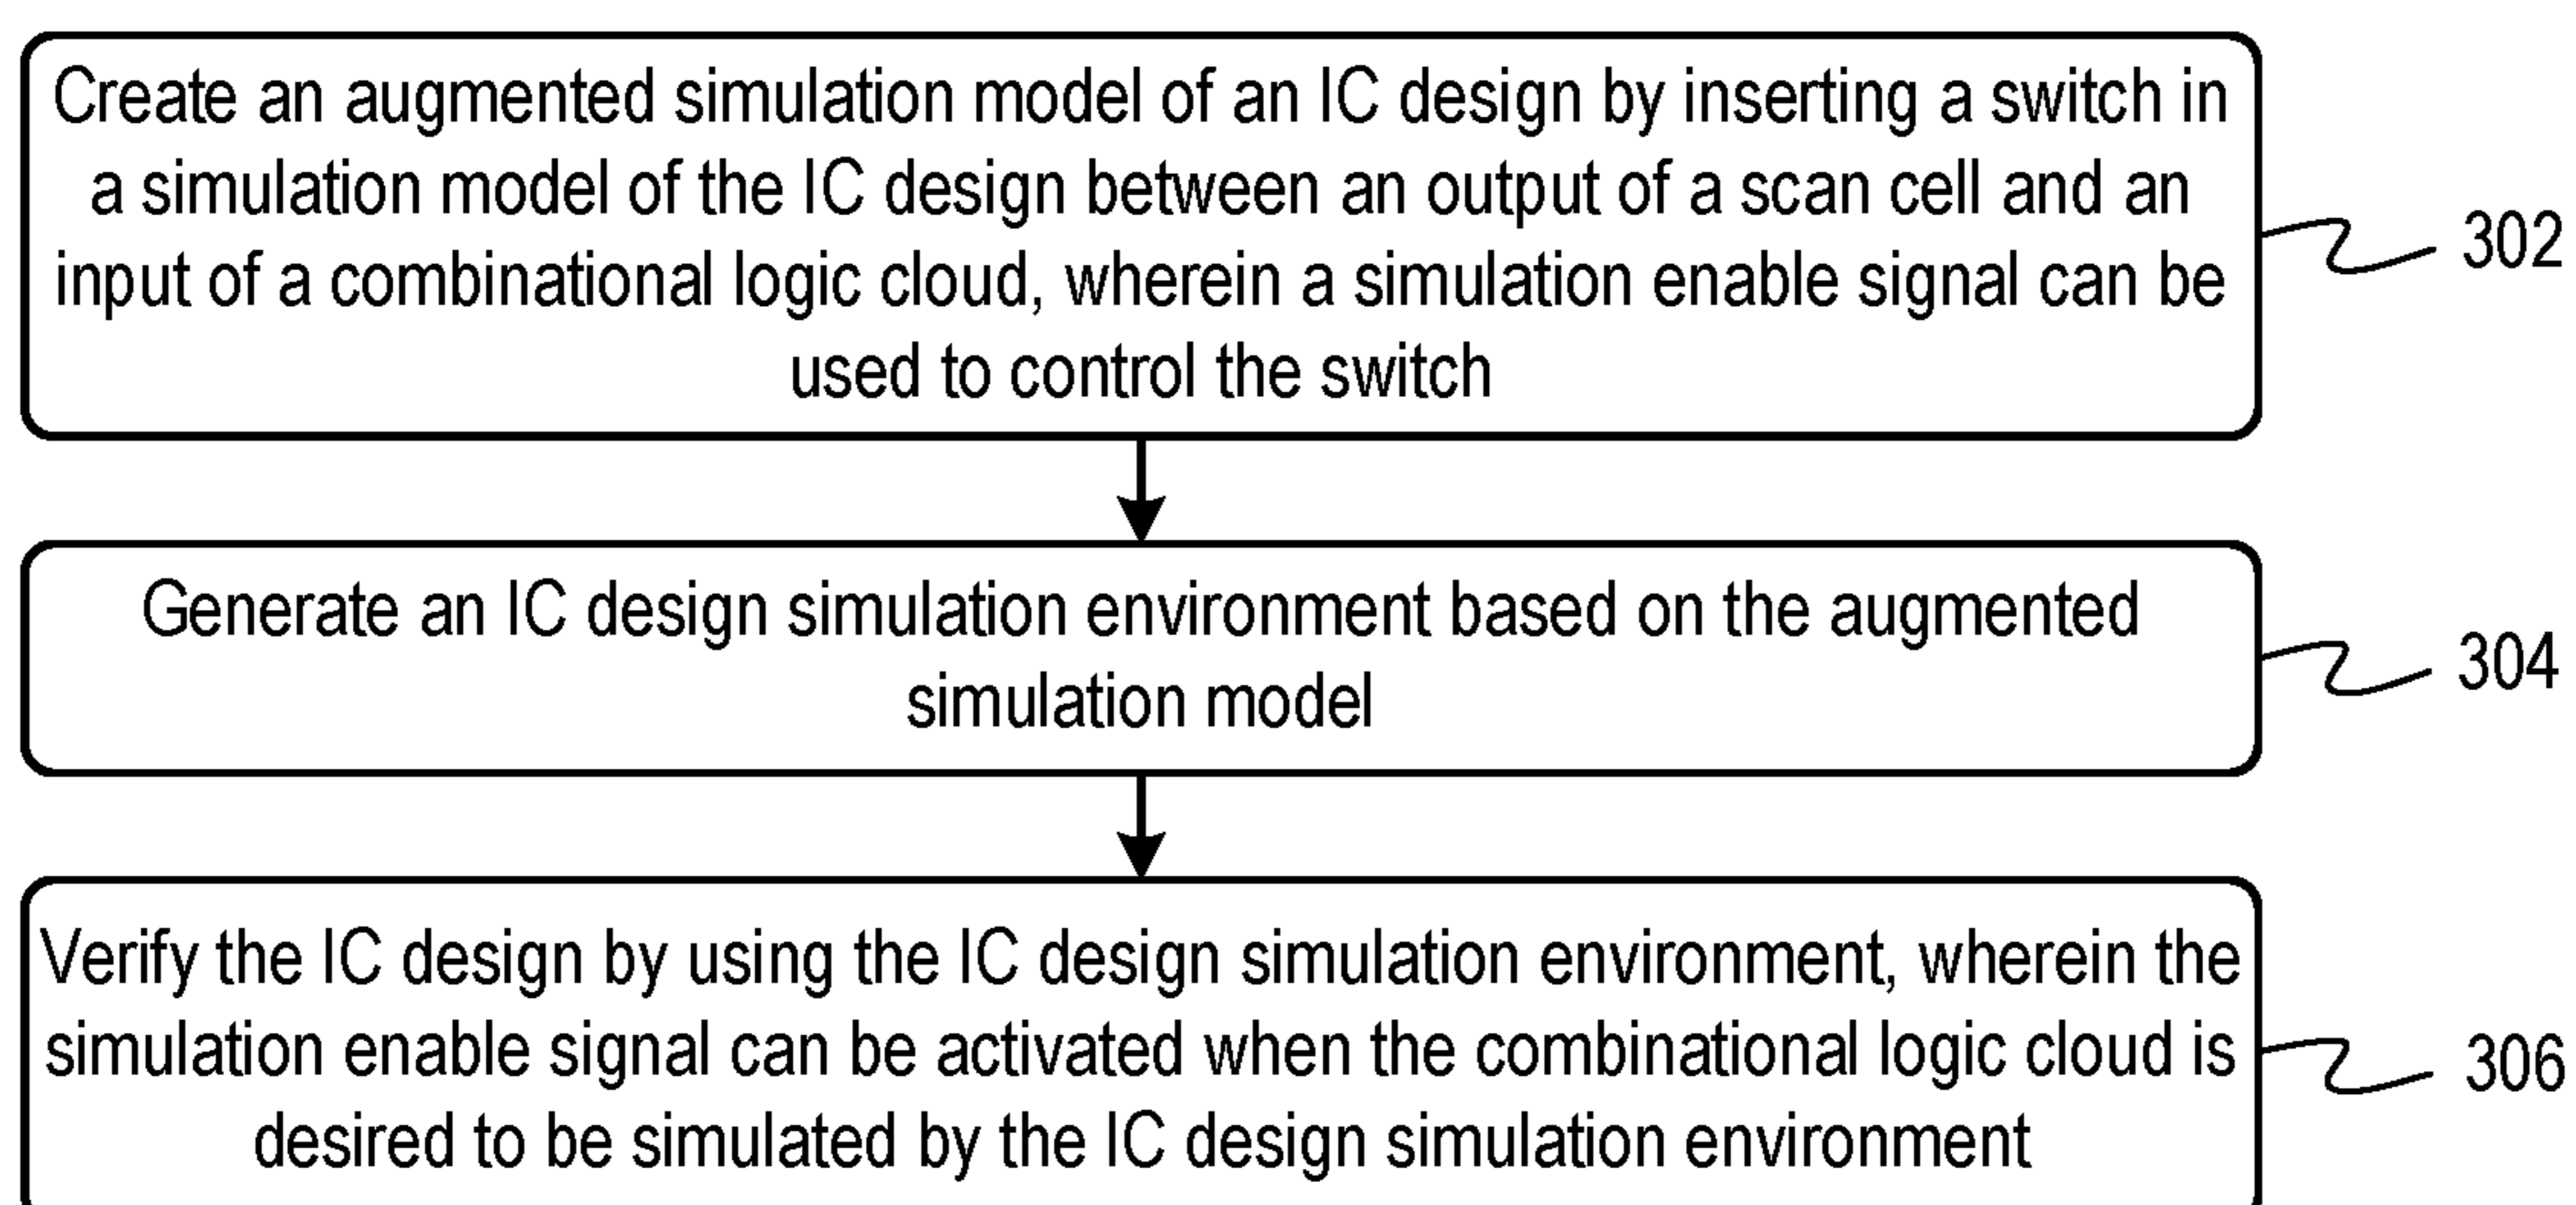 Create an augmented simulation model of an IC design by inserting a switch in
a simulation model of the IC design between an output of a scan cell and an
input of a combinational logic cloud, wherein a simulation enable signal can be
used to control the switch
302
Generate an IC design simulation environment based on the augmented
simulation model
304
Verify the IC design by using the IC design simulation environment, wherein the
simulation enable signal can be activated when the combinational logic cloud is
desired to be simulated by the IC design simulation environment
306